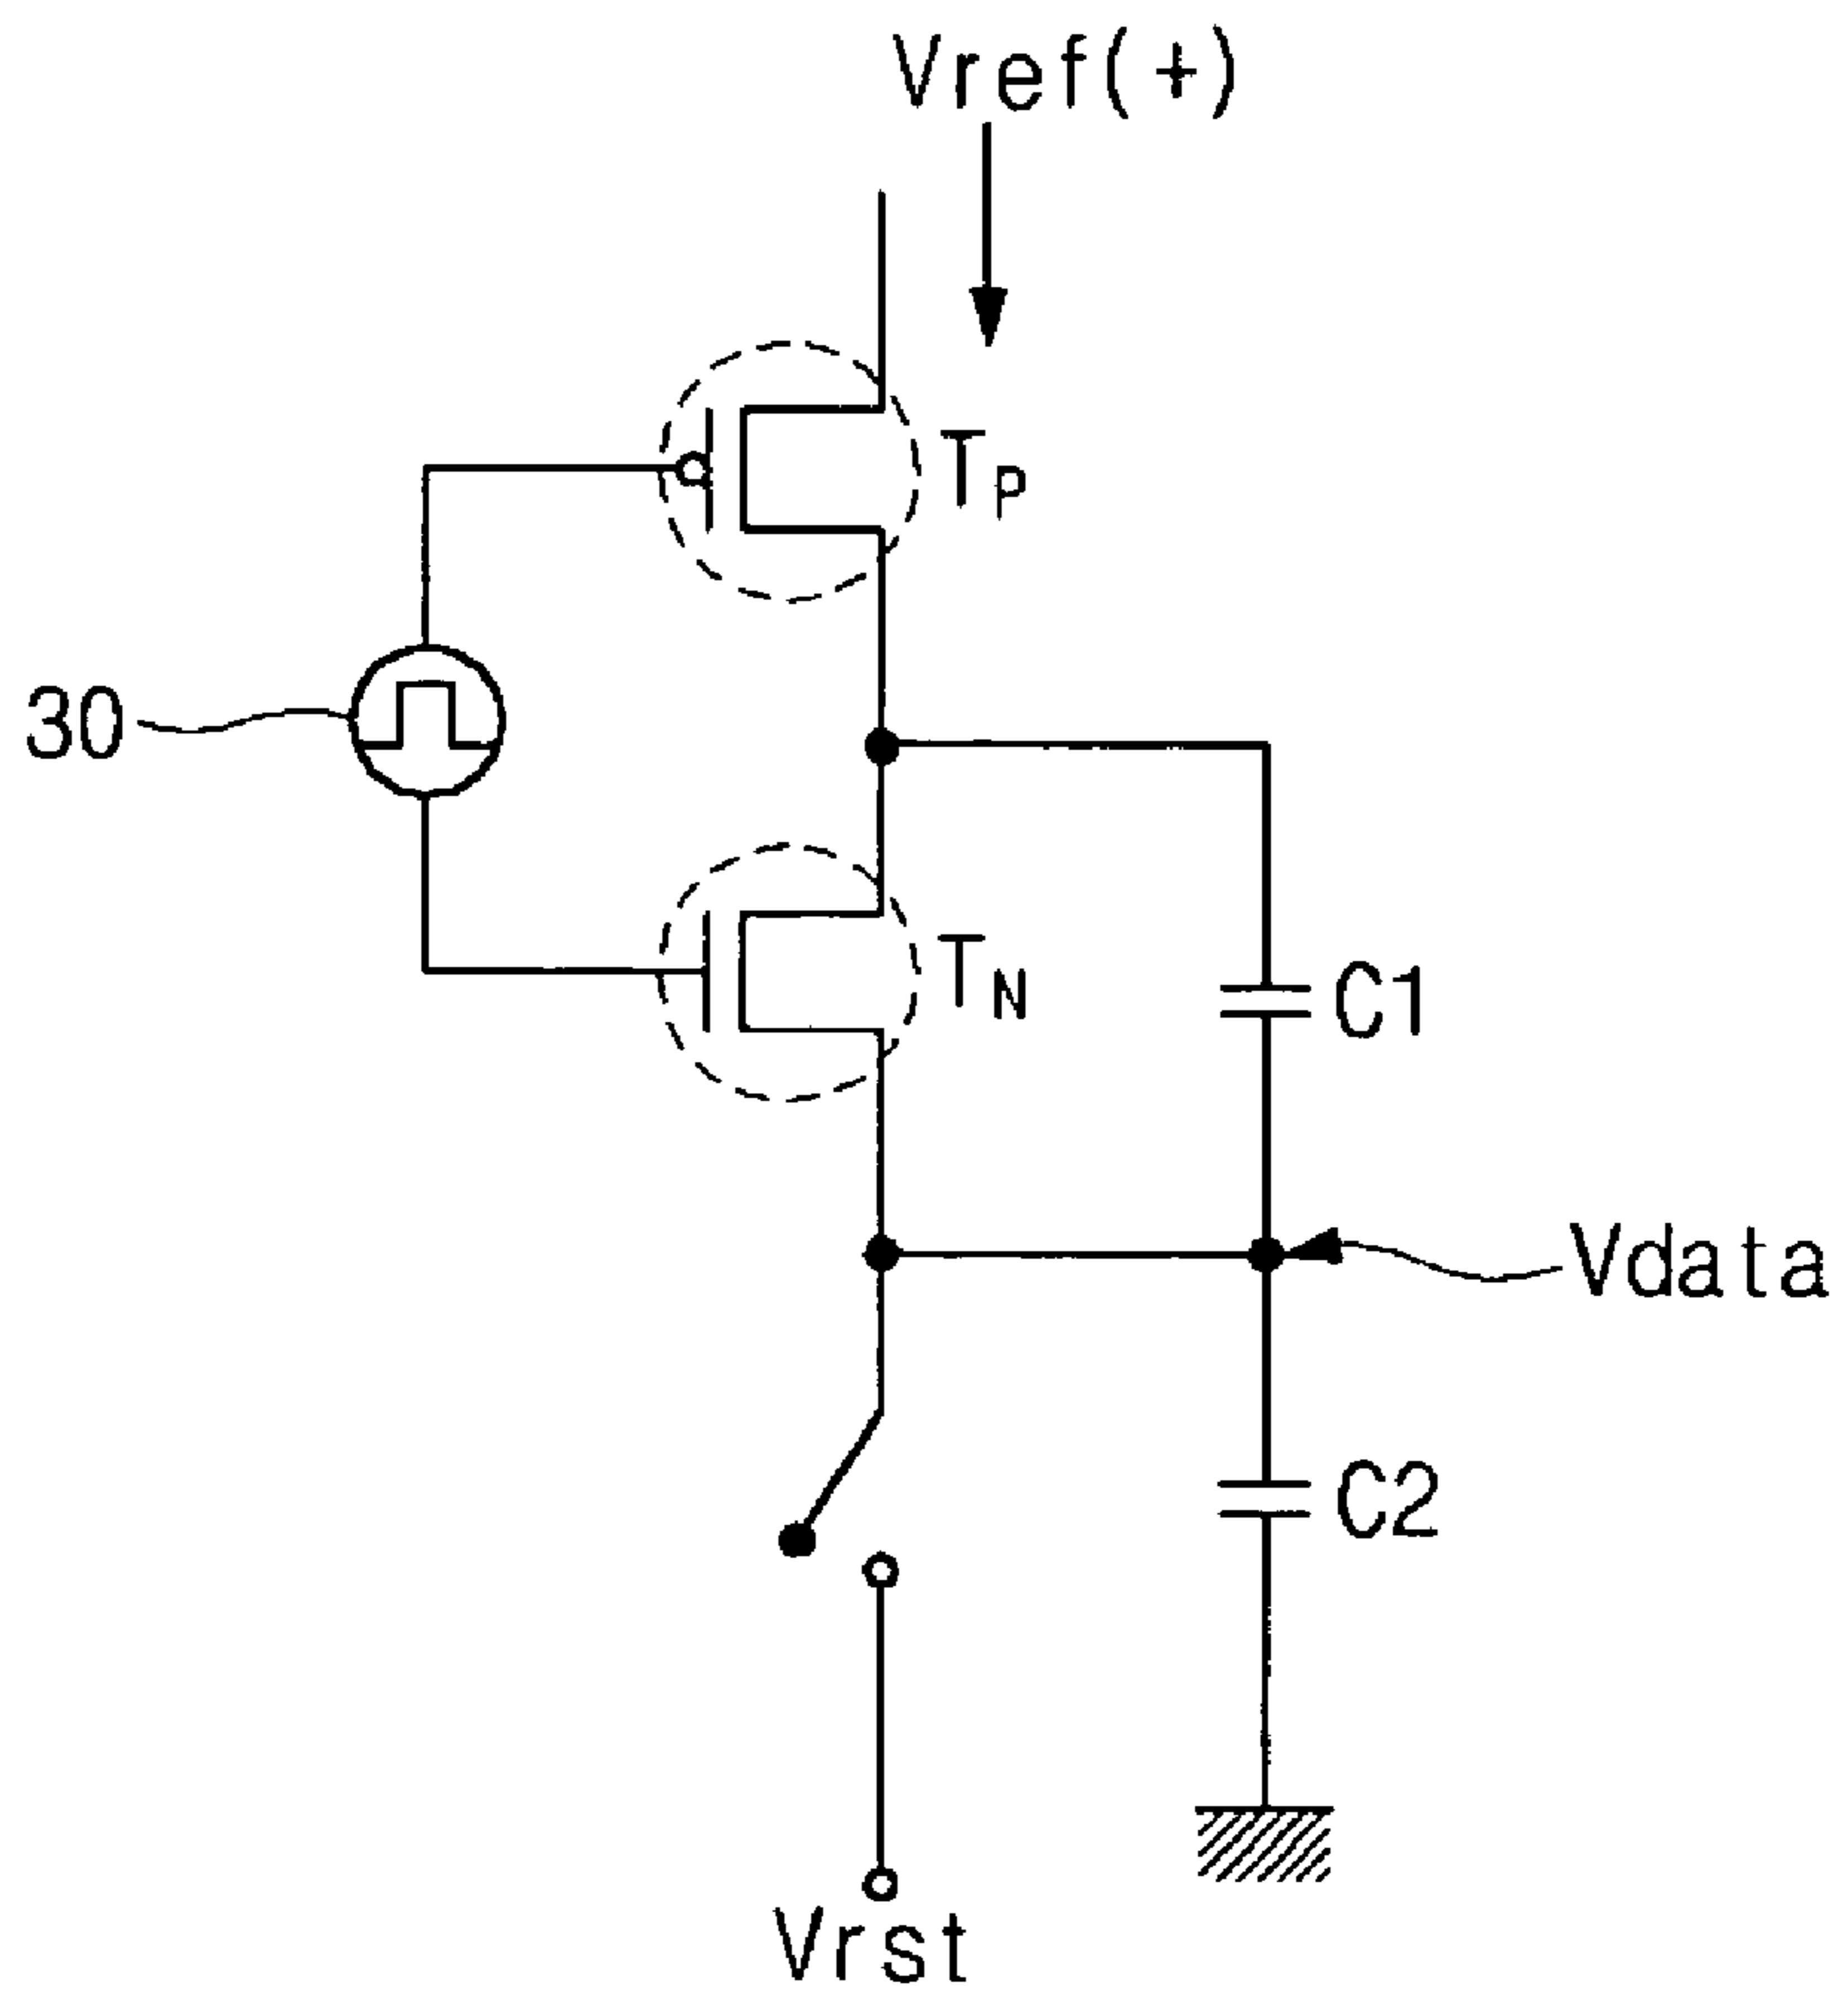 Vref(+)
TP
30
TN
C1
Vdata
C2
Vrst